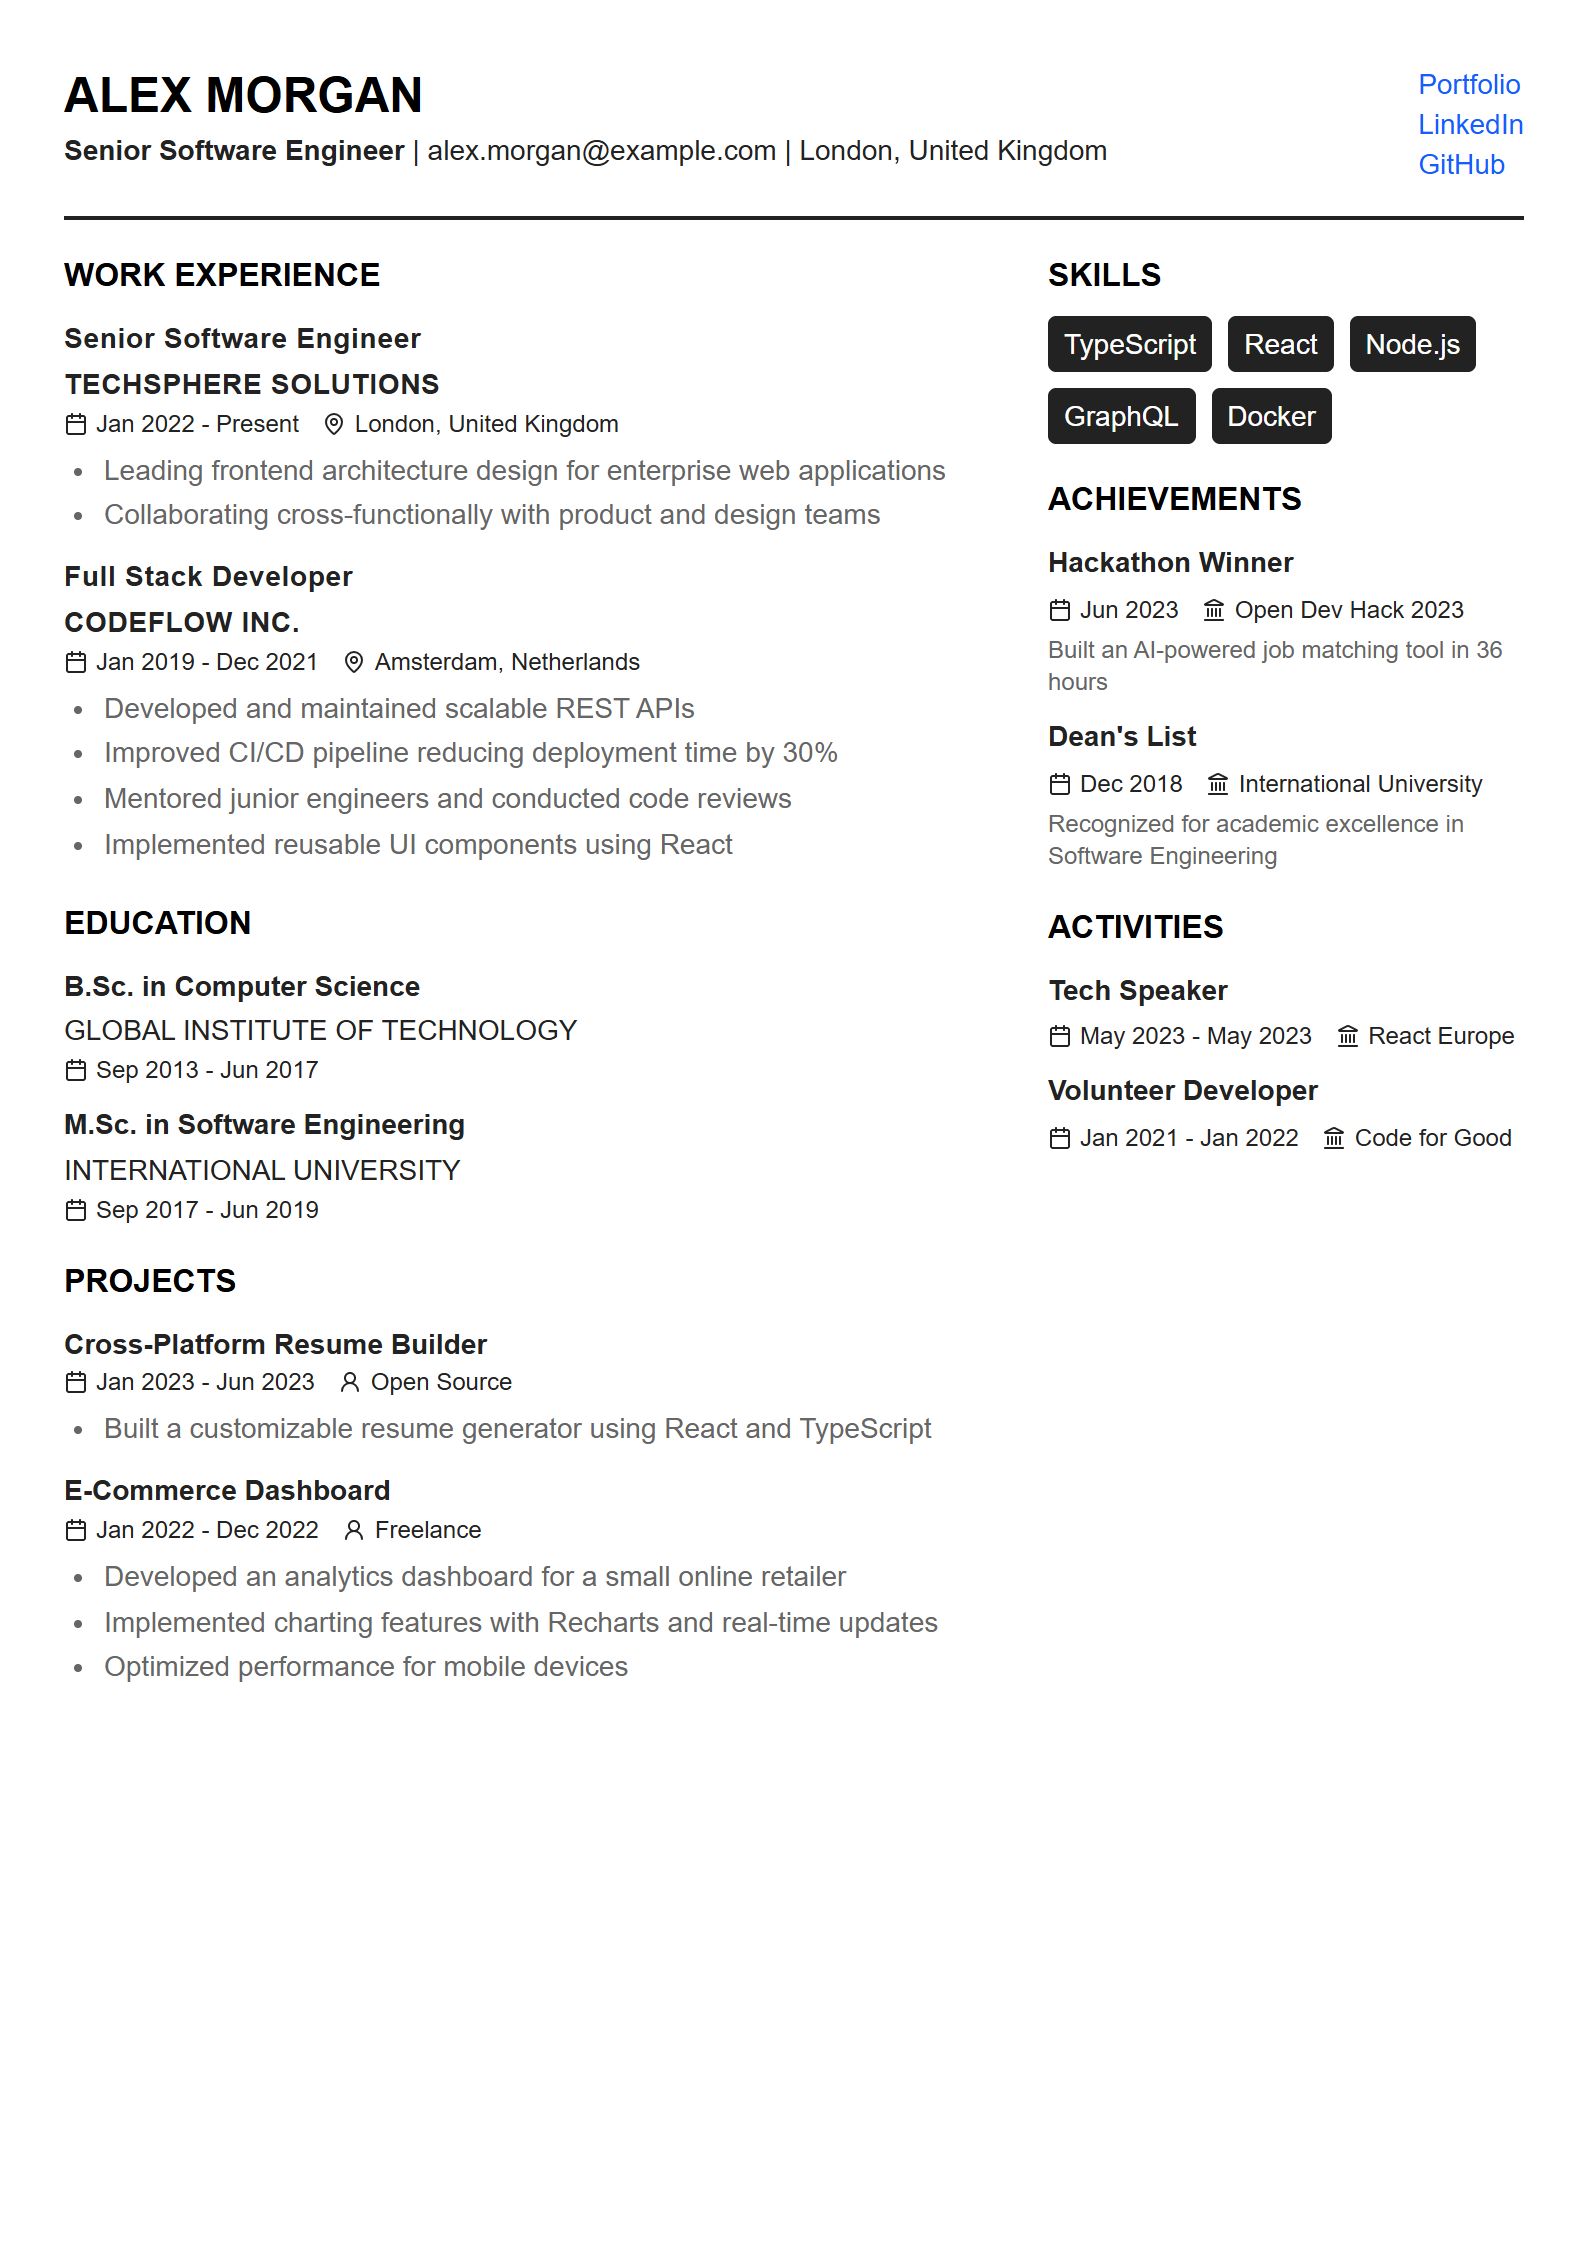 ALEX MORGAN
Senior Software Engineer | alex.morgan@example.com | London, United Kingdom
Portfolio
LinkedIn
GitHub
WORK EXPERIENCE
Senior Software Engineer
TECHSPHERE SOLUTIONS
Jan 2022 - Present London, United Kingdom
• Leading frontend architecture design for enterprise web applications
• Collaborating cross-functionally with product and design teams
Full Stack Developer
CODEFLOW INC.
Jan 2019 - Dec 2021 Amsterdam, Netherlands
• Developed and maintained scalable REST APIs
• Improved CI/CD pipeline reducing deployment time by 30%
• Mentored junior engineers and conducted code reviews
• Implemented reusable UI components using React
EDUCATION
B.Sc. in Computer Science
GLOBAL INSTITUTE OF TECHNOLOGY
Sep 2013 - Jun 2017
M.Sc. in Software Engineering
INTERNATIONAL UNIVERSITY
Sep 2017 - Jun 2019
PROJECTS
Cross-Platform Resume Builder
Jan 2023 - Jun 2023 Open Source
• Built a customizable resume generator using React and TypeScript
E-Commerce Dashboard
Jan 2022 - Dec 2022 Freelance
• Developed an analytics dashboard for a small online retailer
• Implemented charting features with Recharts and real-time updates
• Optimized performance for mobile devices
SKILLS
TypeScript React Node.js
GraphQL Docker
ACHIEVEMENTS
Hackathon Winner
Jun 2023 Open Dev Hack 2023
Built an AI-powered job matching tool in 36
hours
Dean's List
Dec 2018 International University
Recognized for academic excellence in
Software Engineering
ACTIVITIES
Tech Speaker
May 2023 - May 2023 React Europe
Volunteer Developer
Jan 2021 - Jan 2022 Code for Good